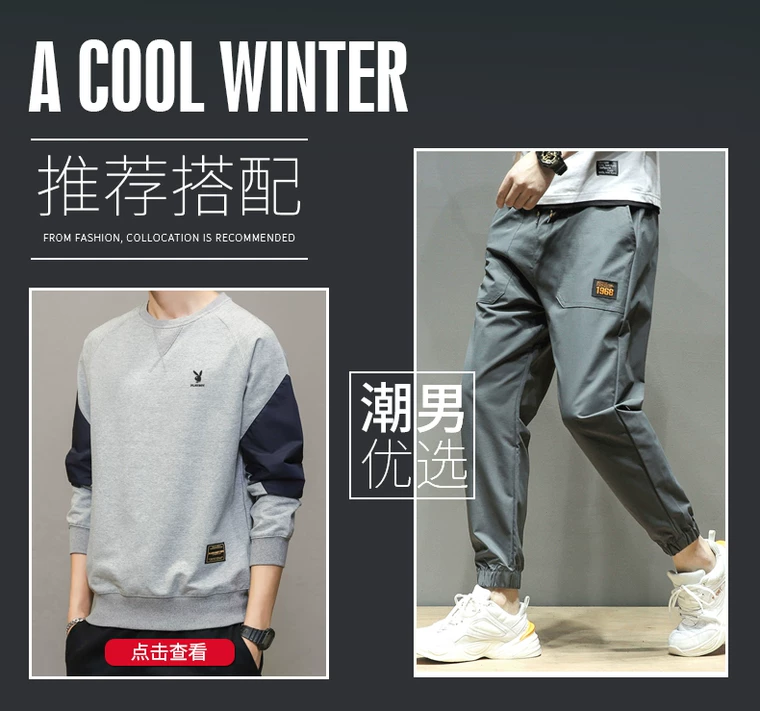 A COOL WINTER
推荐搭配
FROM FASHION, COLLOCATION IS RECOMMENDED
潮男
优选
1968
点击查看